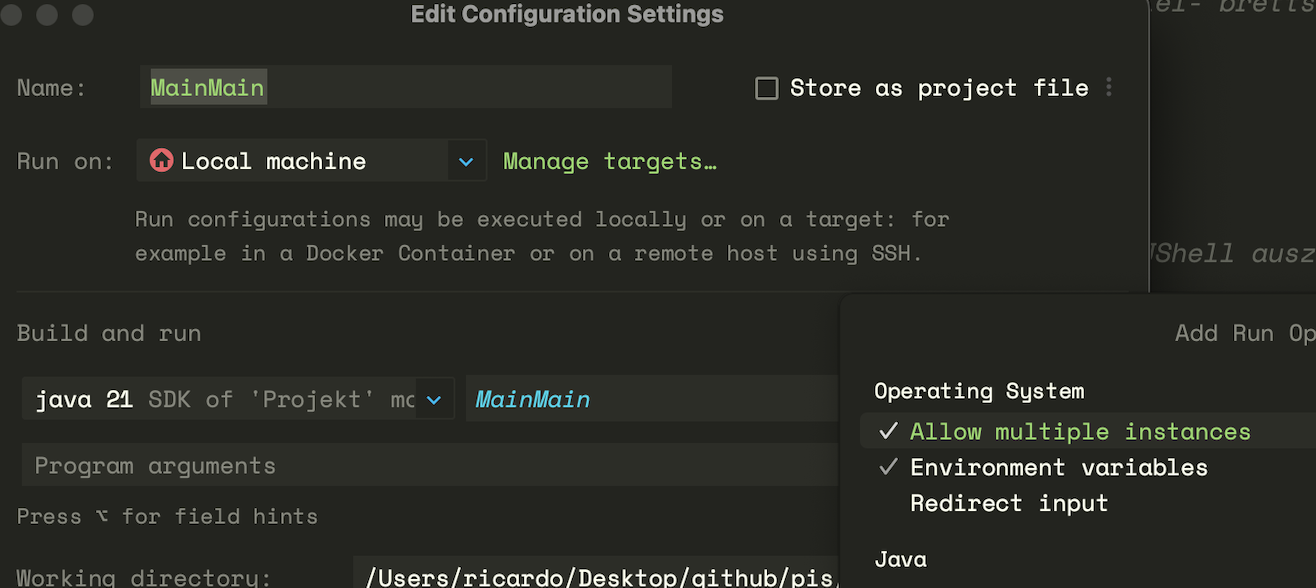 Edit Configuration Settings
Name: MainMain Store as project file
Run on: Local machine Manage targets…
Run configurations may be executed locally or on a target: for
example in a Docker Container or on a remote host using SSH.
JShell
Build and run
Add Run Op
java 21 SDK of 'Projekt' mo MainMain
Operating System
Allow multiple instances
Program arguments
Environment variables
Redirect input
Press ⌥ for field hints
Java
Working directory: /Users/ricardo/Desktop/github/pis/